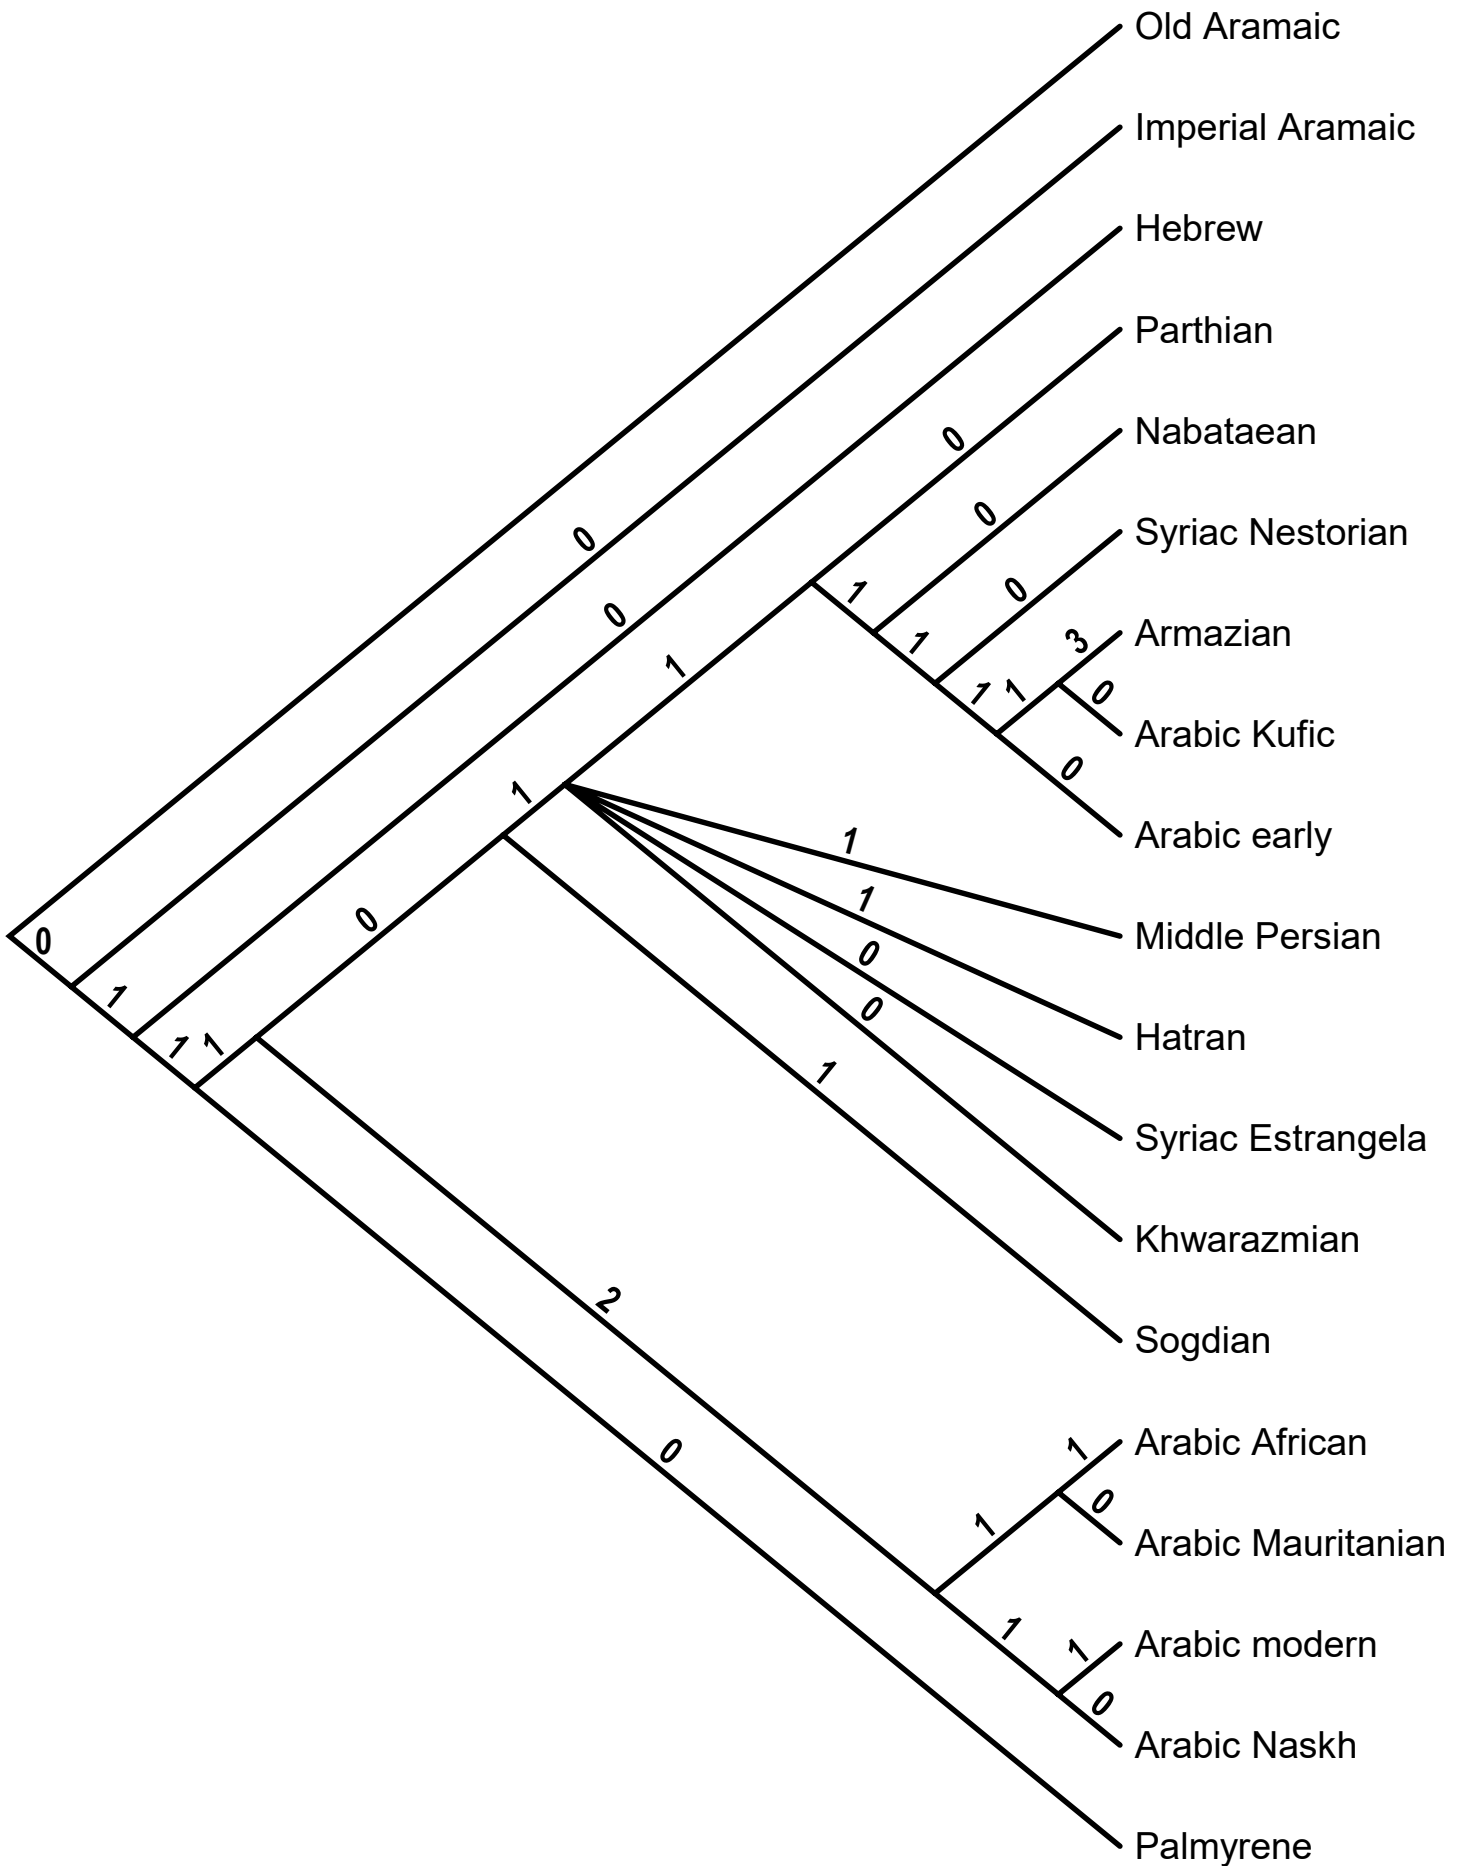 Old Aramaic
Imperial Aramaic
Hebrew
Parthian
0
Nabataean
0
Syriac Nestorian
0
0
1
Armazian
3
0
1
1
1
1
0
Arabic Kufic
0
1
Arabic early
1
Middle Persian
1
0
0
0
0
Hatran
1
1
1
1
Syriac Estrangela
Khwarazmian
2
Sogdian
Arabic African
1
0
0
1
Arabic Mauritanian
1
1
Arabic modern
0
Arabic Naskh
Palmyrene